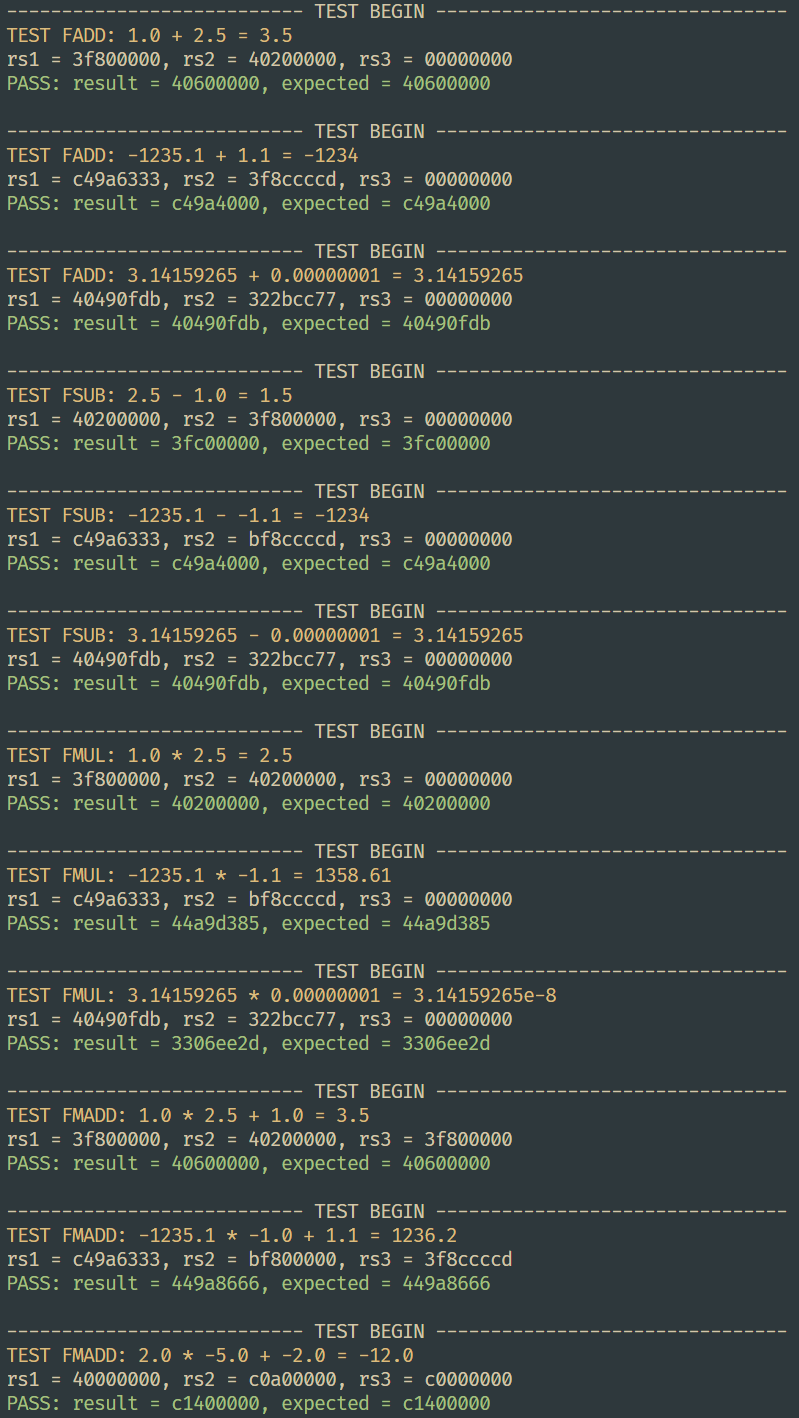 --------------------------- TEST BEGIN --------------------------------
TEST FADD: 1.0 + 2.5 = 3.5
rs1 = 3f800000, rs2 = 40200000, rs3 = 00000000
PASS: result = 40600000, expected = 40600000
--------------------------- TEST BEGIN --------------------------------
TEST FADD: -1235.1 + 1.1 = -1234
rs1 = c49a6333, rs2 = 3f8ccccd, rs3 = 00000000
PASS: result = c49a4000, expected = c49a4000
--------------------------- TEST BEGIN --------------------------------
TEST FADD: 3.14159265 + 0.00000001 = 3.14159265
rs1 = 40490fdb, rs2 = 322bcc77, rs3 = 00000000
PASS: result = 40490fdb, expected = 40490fdb
--------------------------- TEST BEGIN --------------------------------
TEST FSUB: 2.5 - 1.0 = 1.5
rs1 = 40200000, rs2 = 3f800000, rs3 = 00000000
PASS: result = 3fc00000, expected = 3fc00000
--------------------------- TEST BEGIN --------------------------------
TEST FSUB: -1235.1 - -1.1 = -1234
rs1 = c49a6333, rs2 = bf8ccccd, rs3 = 00000000
PASS: result = c49a4000, expected = c49a4000
--------------------------- TEST BEGIN --------------------------------
TEST FSUB: 3.14159265 - 0.00000001 = 3.14159265
rs1 = 40490fdb, rs2 = 322bcc77, rs3 = 00000000
PASS: result = 40490fdb, expected = 40490fdb
--------------------------- TEST BEGIN --------------------------------
TEST FMUL: 1.0 * 2.5 = 2.5
rs1 = 3f800000, rs2 = 40200000, rs3 = 00000000
PASS: result = 40200000, expected = 40200000
--------------------------- TEST BEGIN --------------------------------
TEST FMUL: -1235.1 * -1.1 = 1358.61
rs1 = c49a6333, rs2 = bf8ccccd, rs3 = 00000000
PASS: result = 44a9d385, expected = 44a9d385
--------------------------- TEST BEGIN --------------------------------
TEST FMUL: 3.14159265 * 0.00000001 = 3.14159265e-8
rs1 = 40490fdb, rs2 = 322bcc77, rs3 = 00000000
PASS: result = 3306ee2d, expected = 3306ee2d
--------------------------- TEST BEGIN --------------------------------
TEST FMADD: 1.0 * 2.5 + 1.0 = 3.5
rs1 = 3f800000, rs2 = 40200000, rs3 = 3f800000
PASS: result = 40600000, expected = 40600000
--------------------------- TEST BEGIN --------------------------------
TEST FMADD: -1235.1 * -1.0 + 1.1 = 1236.2
rs1 = c49a6333, rs2 = bf800000, rs3 = 3f8ccccd
PASS: result = 449a8666, expected = 449a8666
--------------------------- TEST BEGIN --------------------------------
TEST FMADD: 2.0 * -5.0 + -2.0 = -12.0
rs1 = 40000000, rs2 = c0a00000, rs3 = c0000000
PASS: result = c1400000, expected = c1400000